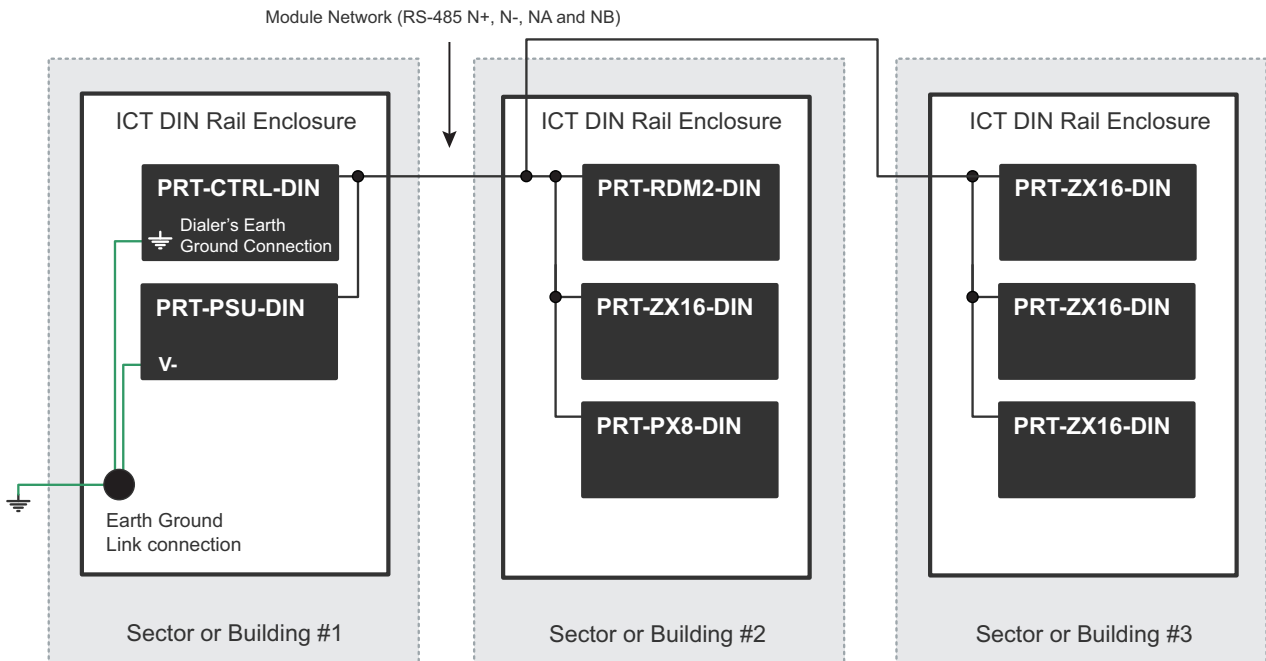 Module Network (RS-485 N+, N-, NA and NB)
ICT DIN Rail Enclosure
PRT-CTRL-DIN
Dialer's Earth
Ground Connection
PRT-PSU-DIN
V-
Earth Ground
Link connection
Sector or Building #1
ICT DIN Rail Enclosure
PRT-RDM2-DIN
PRT-ZX16-DIN
PRT-PX8-DIN
Sector or Building #2
ICT DIN Rail Enclosure
PRT-ZX16-DIN
PRT-ZX16-DIN
PRT-ZX16-DIN
Sector or Building #3